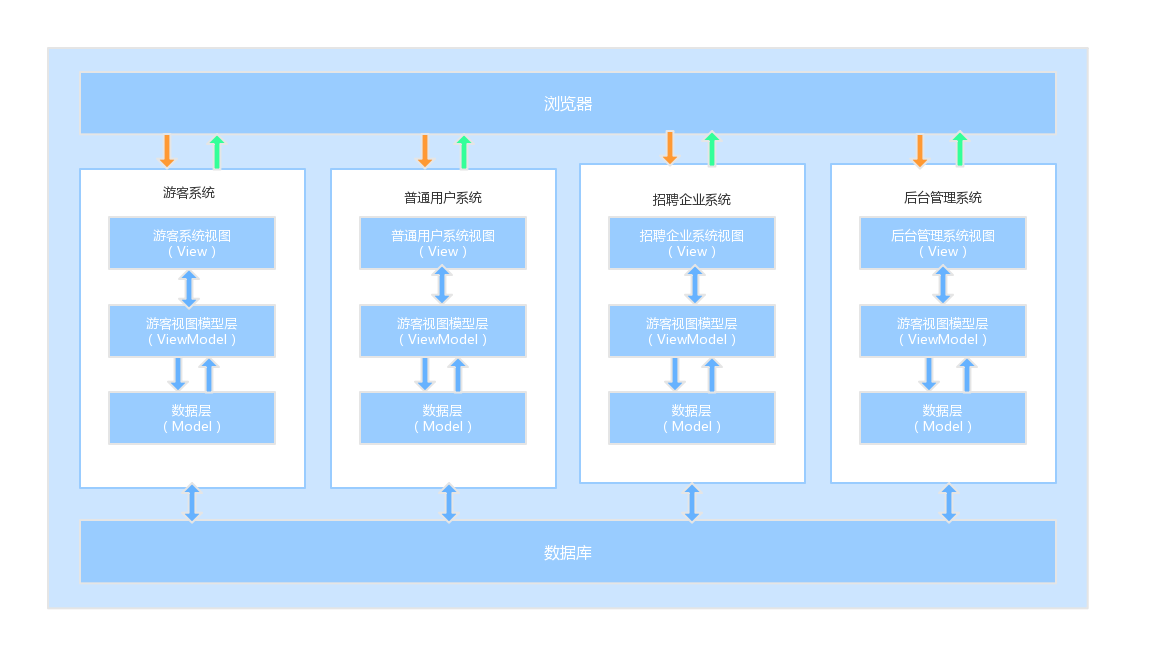 浏览器
游客系统
游客系统视图
( View )
游客视图模型层
( ViewModel )
数据层
( Model )
普通用户系统
普通用户系统视图
( View )
游客视图模型层
( ViewModel )
数据层
( Model )
招聘企业系统
招聘企业系统视图
( View )
游客视图模型层
( ViewModel )
数据层
( Model )
后台管理系统
后台管理系统视图
( View )
游客视图模型层
( ViewModel )
数据层
( Model )
数据库